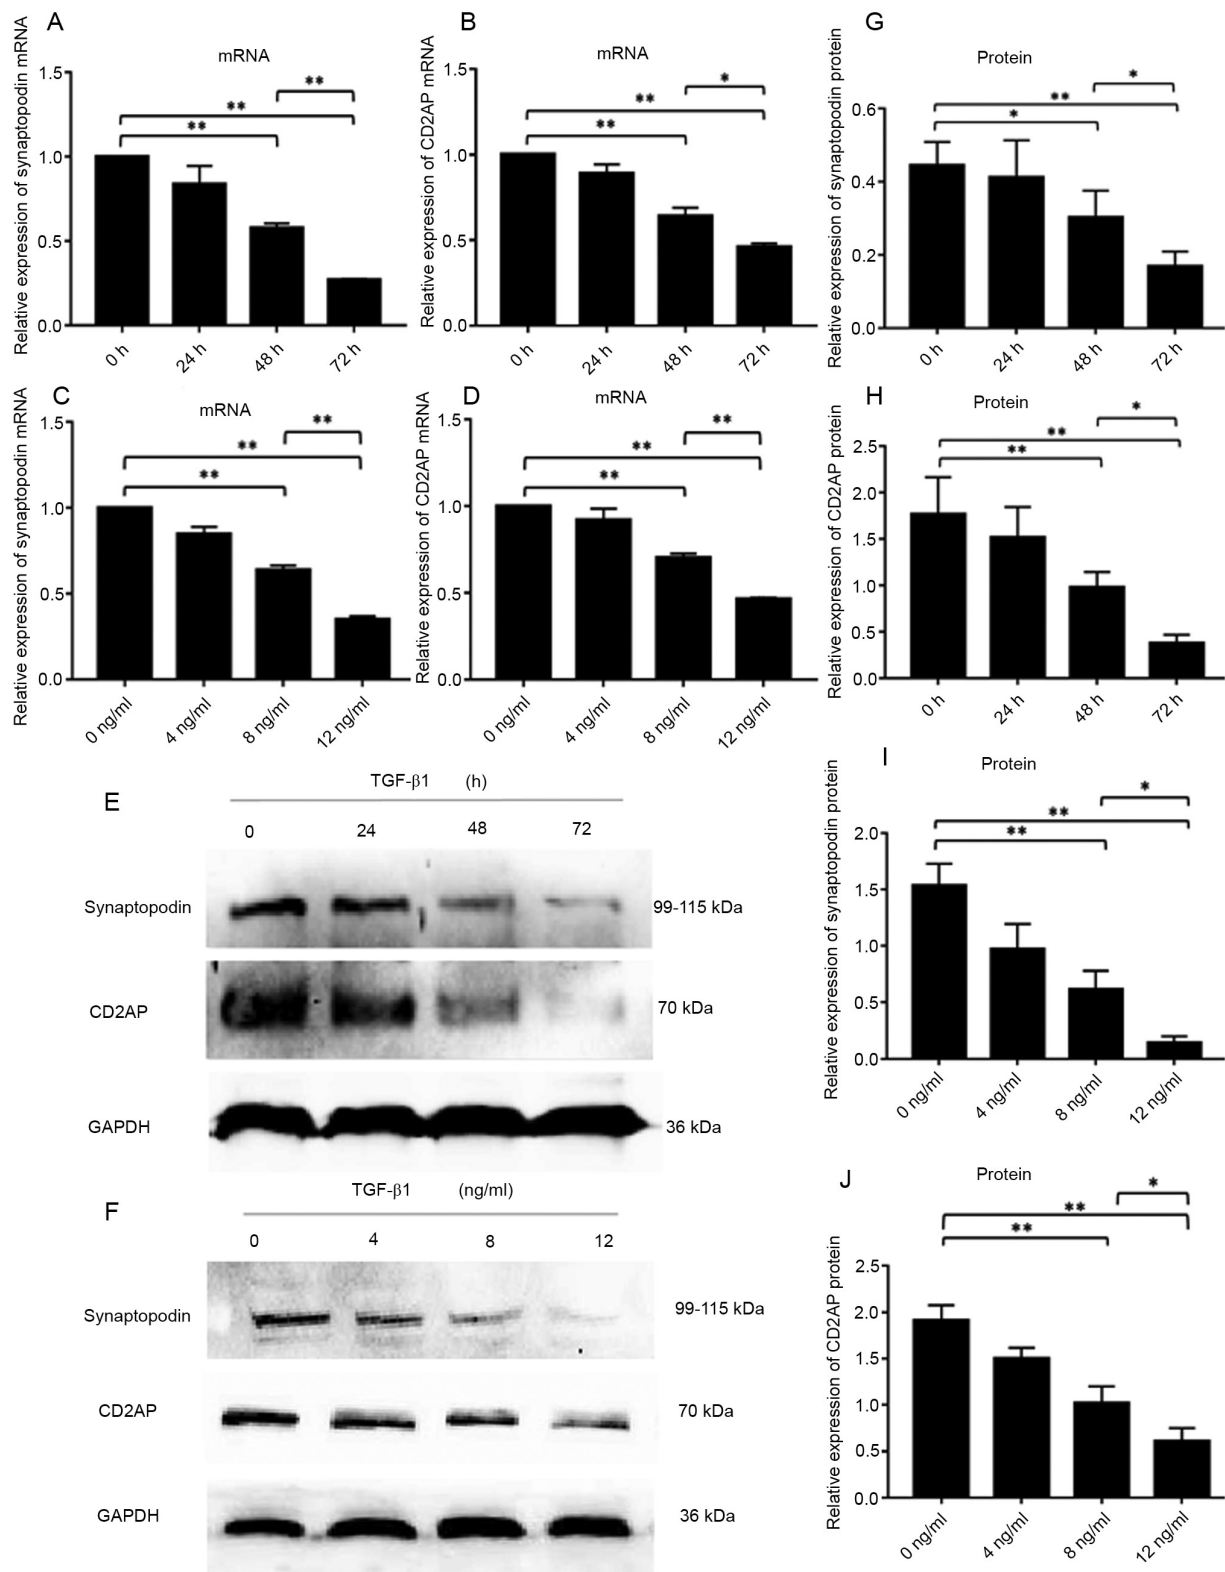 A
mRNA
Relative expression of synaptopodin mRNA
1.5
1.0
0.5
0.0
**
**
**
0 h
24 h
48 h
72 h
B
mRNA
Relative expression of CD2AP mRNA
1.5
1.0
0.5
0.0
*
**
**
0 h
24 h
48 h
72 h
G
Protein
Relative expression of synaptopodin protein
0.6
0.4
0.2
0.0
*
**
*
0 h
24 h
48 h
72 h
C
mRNA
Relative expression of synaptopodin mRNA
1.5
1.0
0.5
0.0
**
**
**
0 ng/ml
4 ng/ml
8 ng/ml
12 ng/ml
D
mRNA
Relative expression of CD2AP mRNA
1.5
1.0
0.5
0.0
**
**
**
0 ng/ml
4 ng/ml
8 ng/ml
12 ng/ml
H
Protein
Relative expression of CD2AP protein
2.5
2.0
1.5
1.0
0.5
0.0
*
**
**
0 h
24 h
48 h
72 h
E
TGF-β1 (h)
0 24 48 72
Synaptopodin 99-115 kDa
CD2AP 70 kDa
GAPDH 36 kDa
I
Protein
Relative expression of synaptopodin protein
2.0
1.5
1.0
0.5
0.0
*
**
**
0 ng/ml
4 ng/ml
8 ng/ml
12 ng/ml
F
TGF-β1 (ng/ml)
0 4 8 12
Synaptopodin 99-115 kDa
CD2AP 70 kDa
GAPDH 36 kDa
J
Protein
Relative expression of CD2AP protein
2.5
2.0
1.5
1.0
0.5
0.0
*
**
**
0 ng/ml
4 ng/ml
8 ng/ml
12 ng/ml